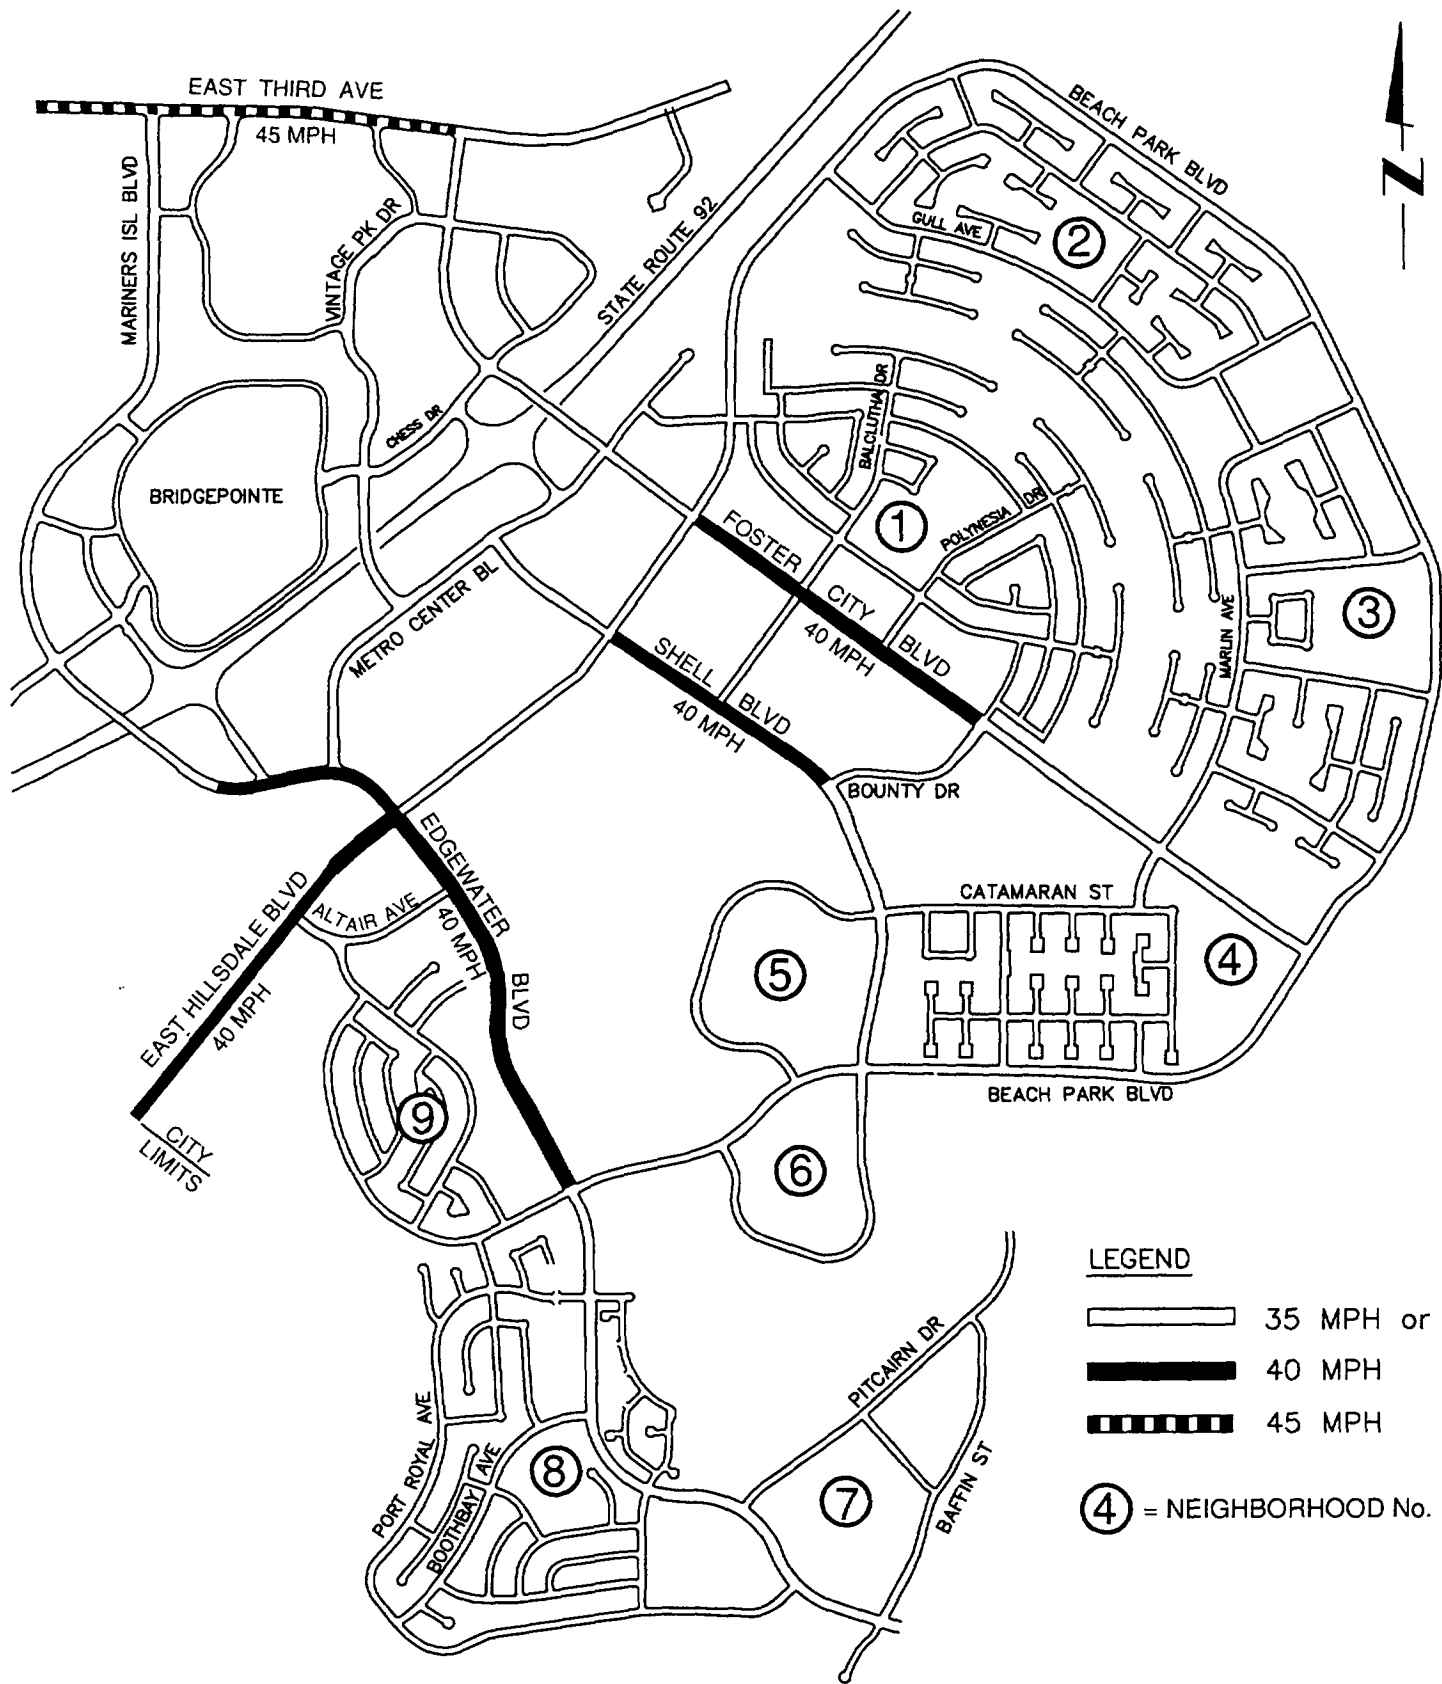 EAST THIRD AVE
45 MPH
MARINERS ISL BLVD
VINTAGE PK DR
STATE ROUTE 92
BEACH PARK BLVD
N
GULL AVE
2
CHESS DR
BALCLUTHA DR
BRIDGEPOINTE
1
POLYNESIA DR
FOSTER CITY BLVD
40 MPH
METRO CENTER BL
SHELL BLVD
40 MPH
MARLIN AVE
3
BOUNTY DR
EDGEWATER BLVD
40 MPH
ALTAIR AVE
EAST HILLSDALE BLVD
40 MPH
CITY
LIMITS
CATAMARAN ST
4
5
BEACH PARK BLVD
9
6
PITCAIRN DR
BAFFIN ST
7
PORT ROYAL AVE
BOOTHBAY AVE
8
LEGEND
35 MPH or
40 MPH
45 MPH
4 = NEIGHBORHOOD No.